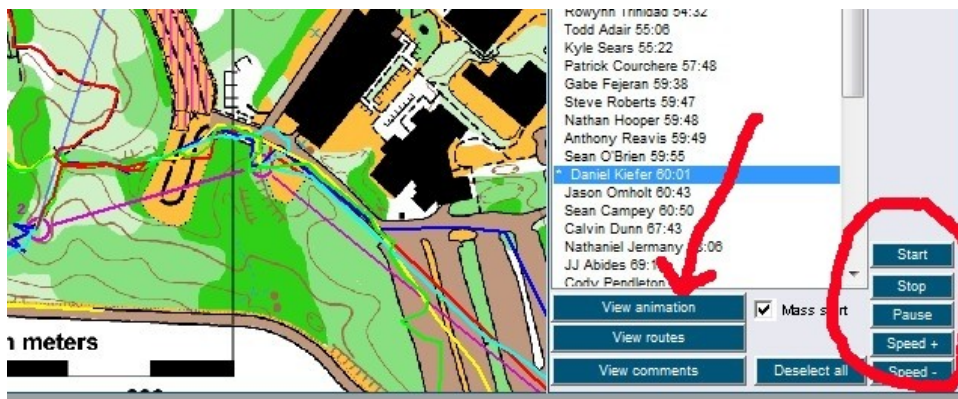 Rowynn Trinidad 54:32
Todd Adair 55:06
Kyle Sears 55:22
Patrick Courchere 57:48
Gabe Fejeran 59:38
Steve Roberts 59:47
Nathan Hooper 59:48
Anthony Reavis 59:49
Sean O'Brien 59:55
* Daniel Kiefer 60:01
Jason Omholt 60:43
Sean Campey 60:50
Calvin Dunn 67:43
Nathaniel Jermany
JJ Abides
Cody Pendleton
2
n meters
View animation
Mass start
View routes
View comments
Deselect all
Start
Stop
Pause
Speed +
Speed -